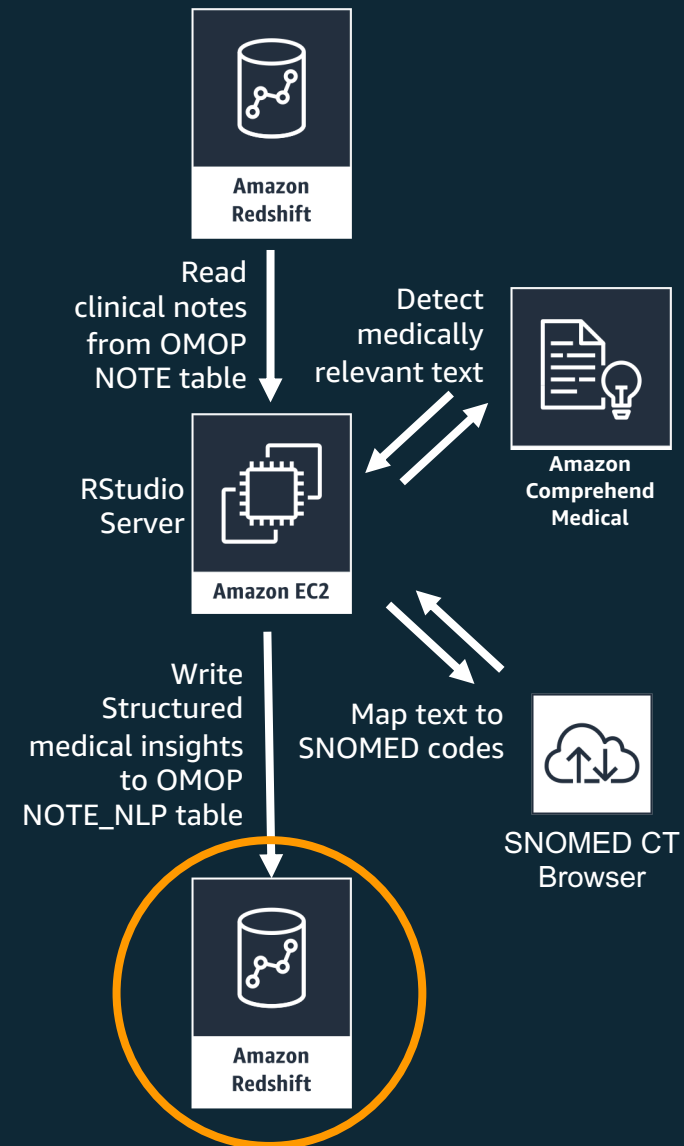 Amazon
Redshift
Read
clinical notes
from OMOP
NOTE table
Detect
medically
relevant text
Amazon
Comprehend
Medical
RStudio
Server
Amazon EC2
Write
Structured
medical insights
to OMOP
NOTE_NLP table
Map text to
SNOMED codes
SNOMED CT
Browser
Amazon
Redshift